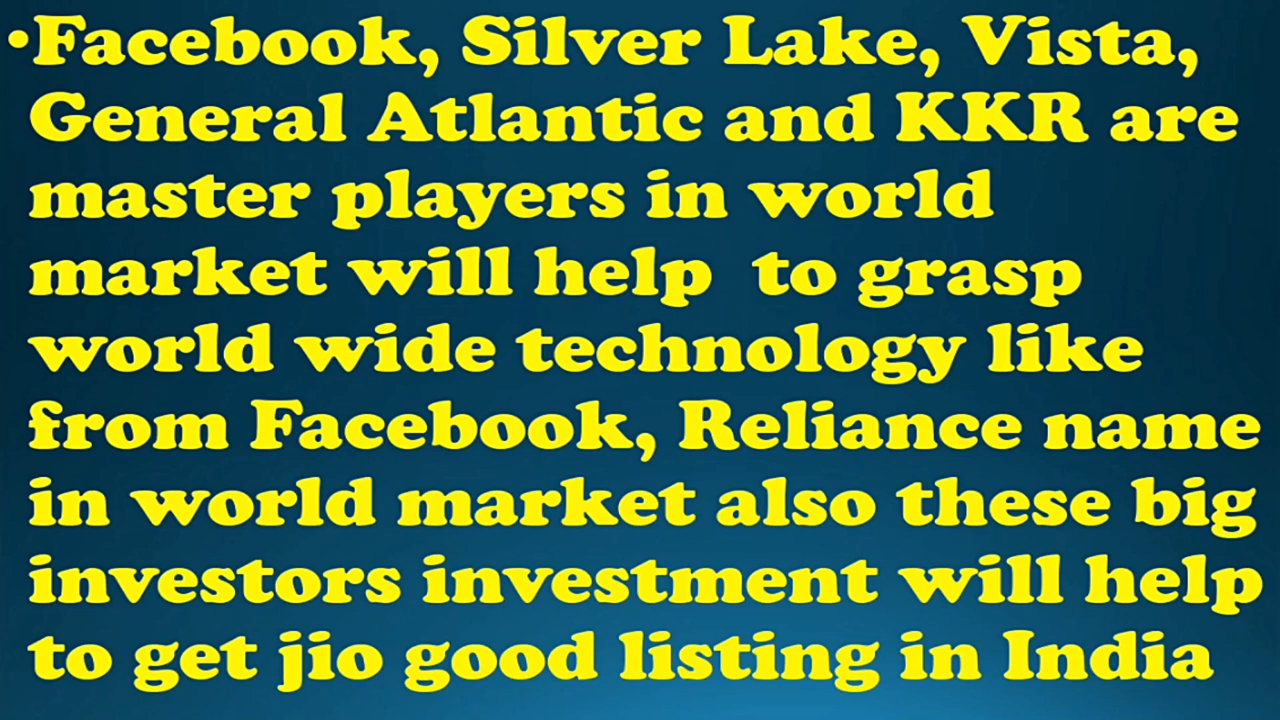 •Facebook, Silver Lake, Vista,
General Atlantic and KKR are
master players in world
market will help  to grasp
world wide technology like
from Facebook, Reliance name
in world market also these big
investors investment will help
to get jio good listing in India